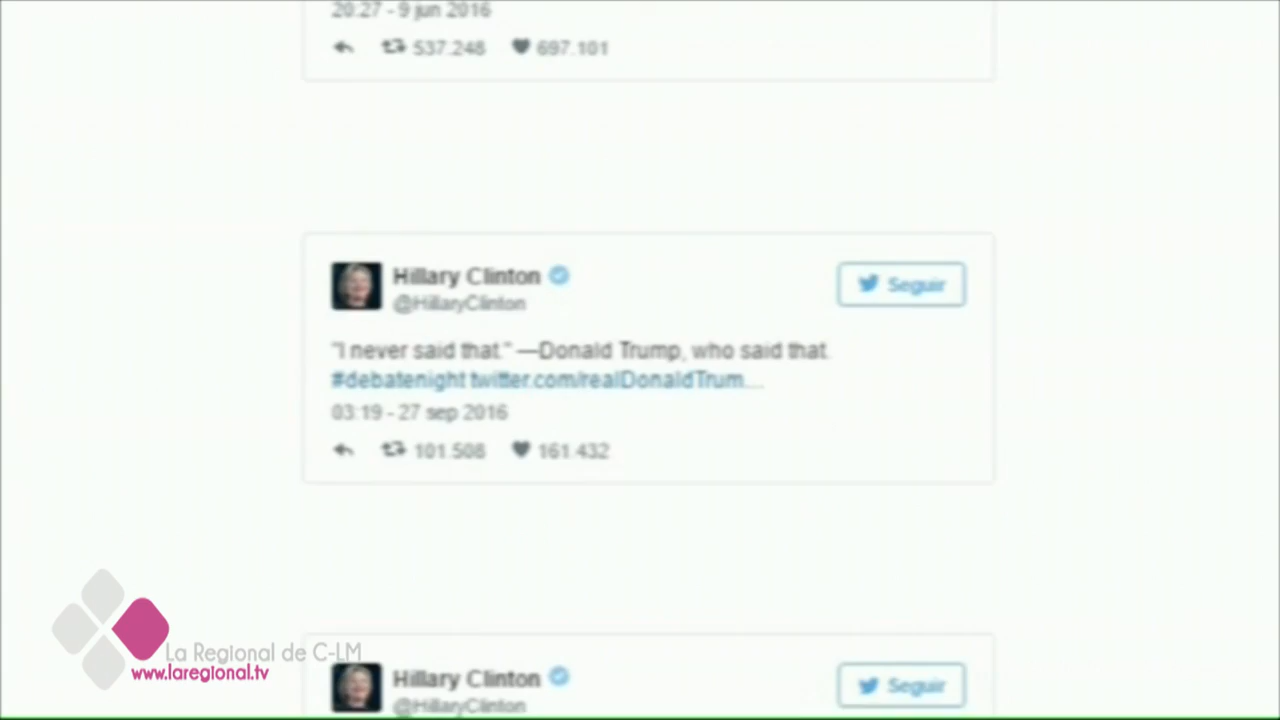 20:27 - 9 jun 2016
537.248 697.101
Hillary Clinton
@HillaryClinton
Seguir
"I never said that." —Donald Trump, who said that.
#debatenight twitter.com/realDonaldTrum…
03:19 - 27 sep 2016
101.508 161.432
La Regional de C-LM
www.laregional.tv
Hillary Clinton
@HillaryClinton
Seguir